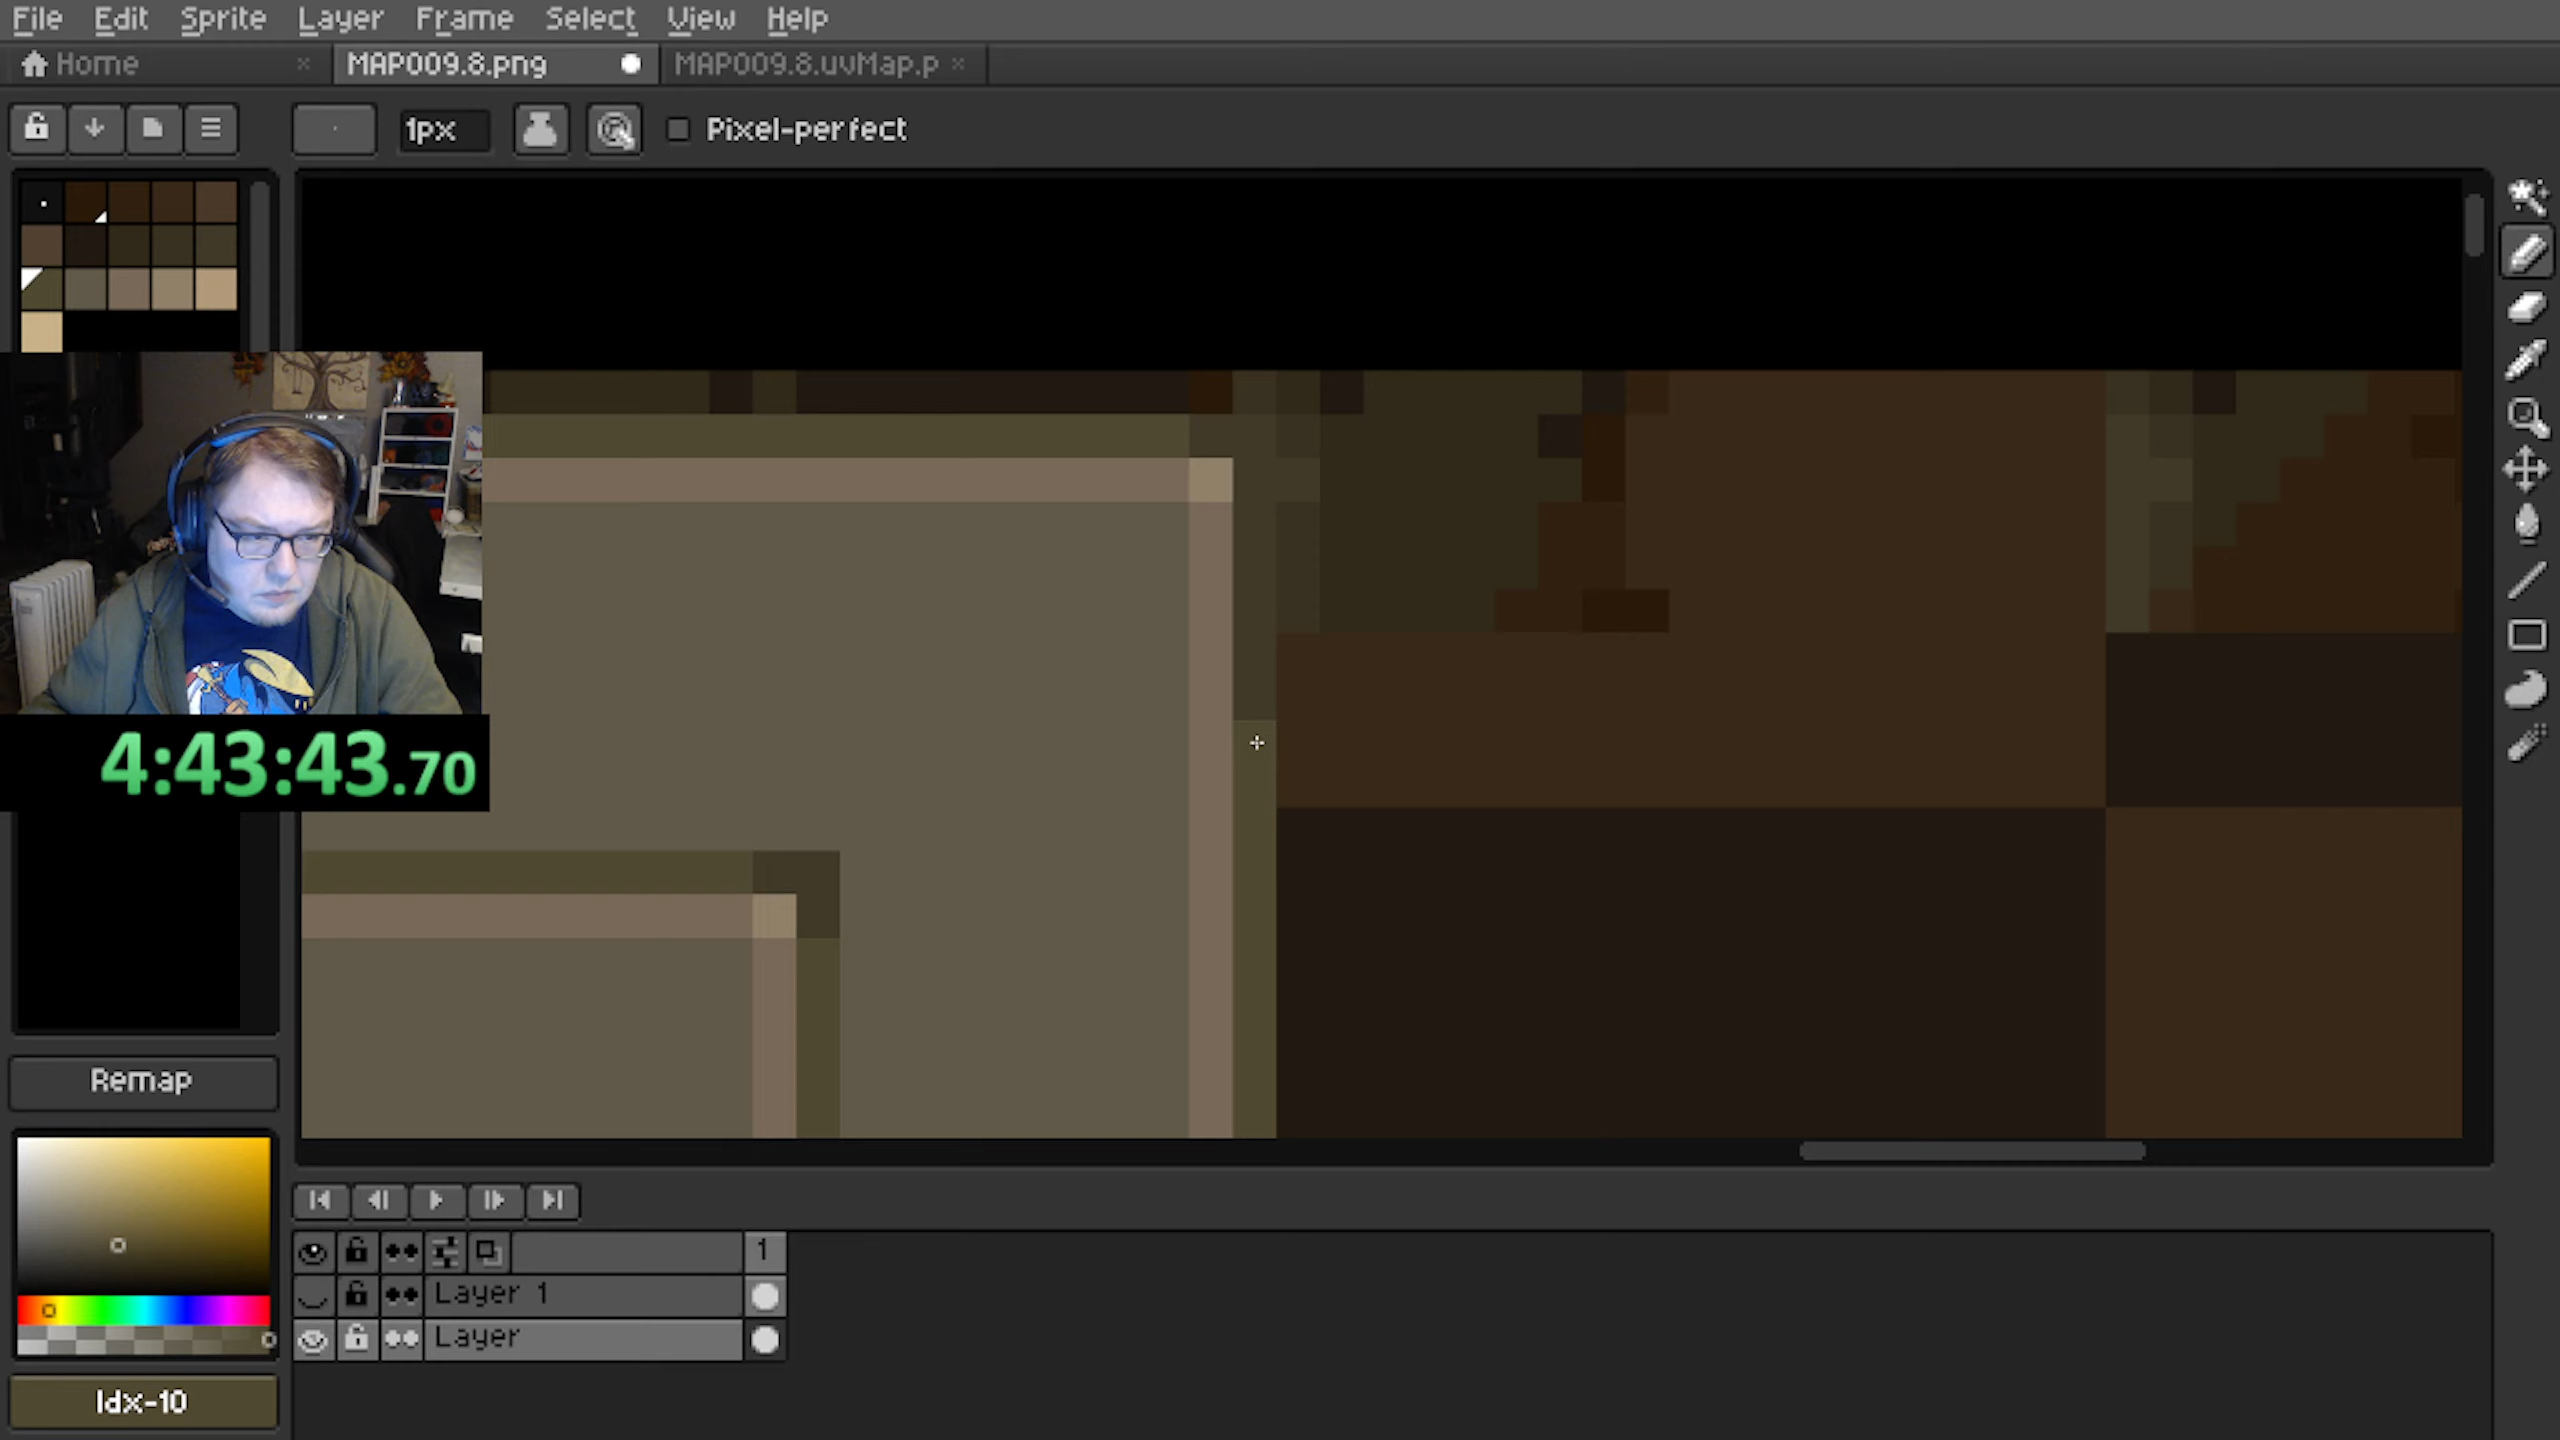 File Edit Sprite Layer Frame Select View Help
Home MAP009.8.png MAP009.8.uvMap.p
1px Pixel-perfect
4:43:43.70
Remap
1
Layer 1
Layer
Idx-10